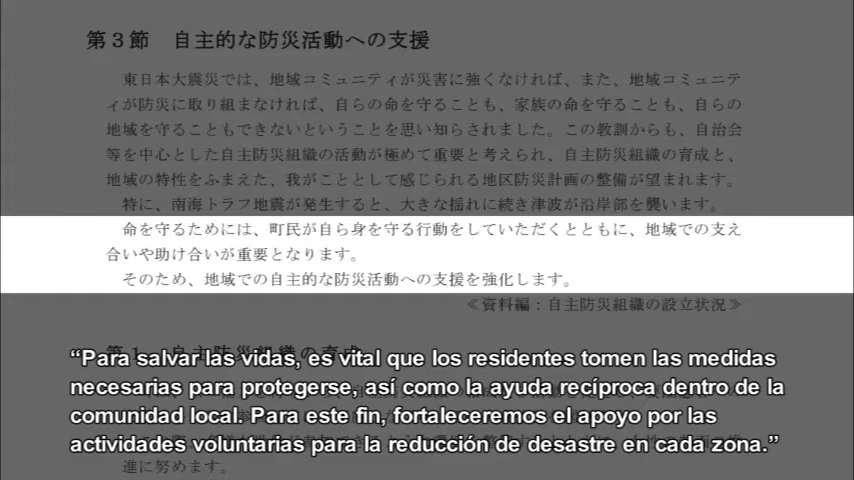 第３節　自主的な防災活動への支援
東日本大震災では、地域コミュニティが災害に強くなければ、また、地域コミュニテ
ィが防災に取り組まなければ、自らの命を守ることも、家族の命を守ることも、自らの
地域を守ることもできないということを思い知らされました。この教訓からも、自治会
等を中心とした自主防災組織の活動が極めて重要と考えられ、自主防災組織の育成と、
地域の特性をふまえた、我がこととして感じられる地区防災計画の整備が望まれます。
特に、南海トラフ地震が発生すると、大きな揺れに続き津波が沿岸部を襲います。
命を守るためには、町民が自ら身を守る行動をしていただくとともに、地域での支え
合いや助け合いが重要となります。
そのため、地域での自主的な防災活動への支援を強化します。
≪資料編：自主防災組織の設立状況≫
第１　自主防災組織の育成
“Para salvar las vidas, es vital que los residentes tomen las medidas
necesarias para protegerse, así como la ayuda recíproca dentro de la
comunidad local. Para este fin, fortaleceremos el apoyo por las
actividades voluntarias para la reducción de desastre en cada zona.”
進に努めます。